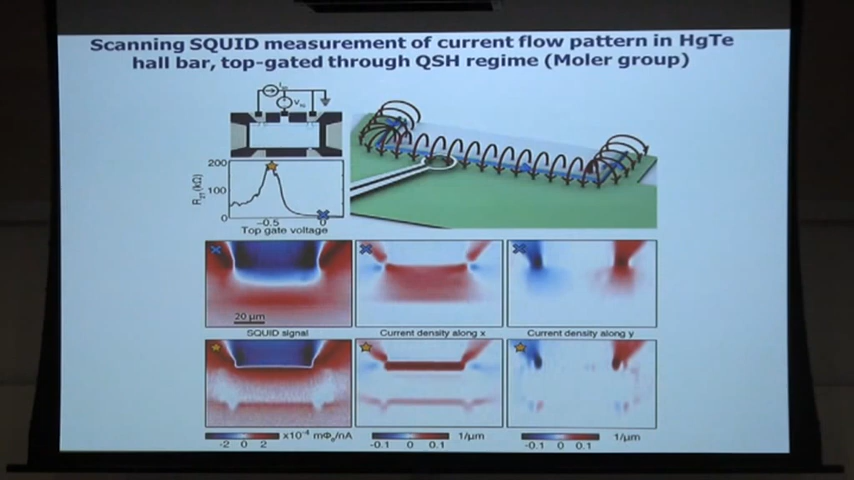 Scanning SQUID measurement of current flow pattern in HgTe
hall bar, top-gated through QSH regime (Moler group)
200
100
0
R21 (kΩ)
−0.5
0
Top gate voltage
20 μm
SQUID signal
Current density along x
Current density along y
-2 0 2
x10⁻⁴ mΦ₀/nA
-0.1 0 0.1
1/μm
-0.1 0 0.1
1/μm